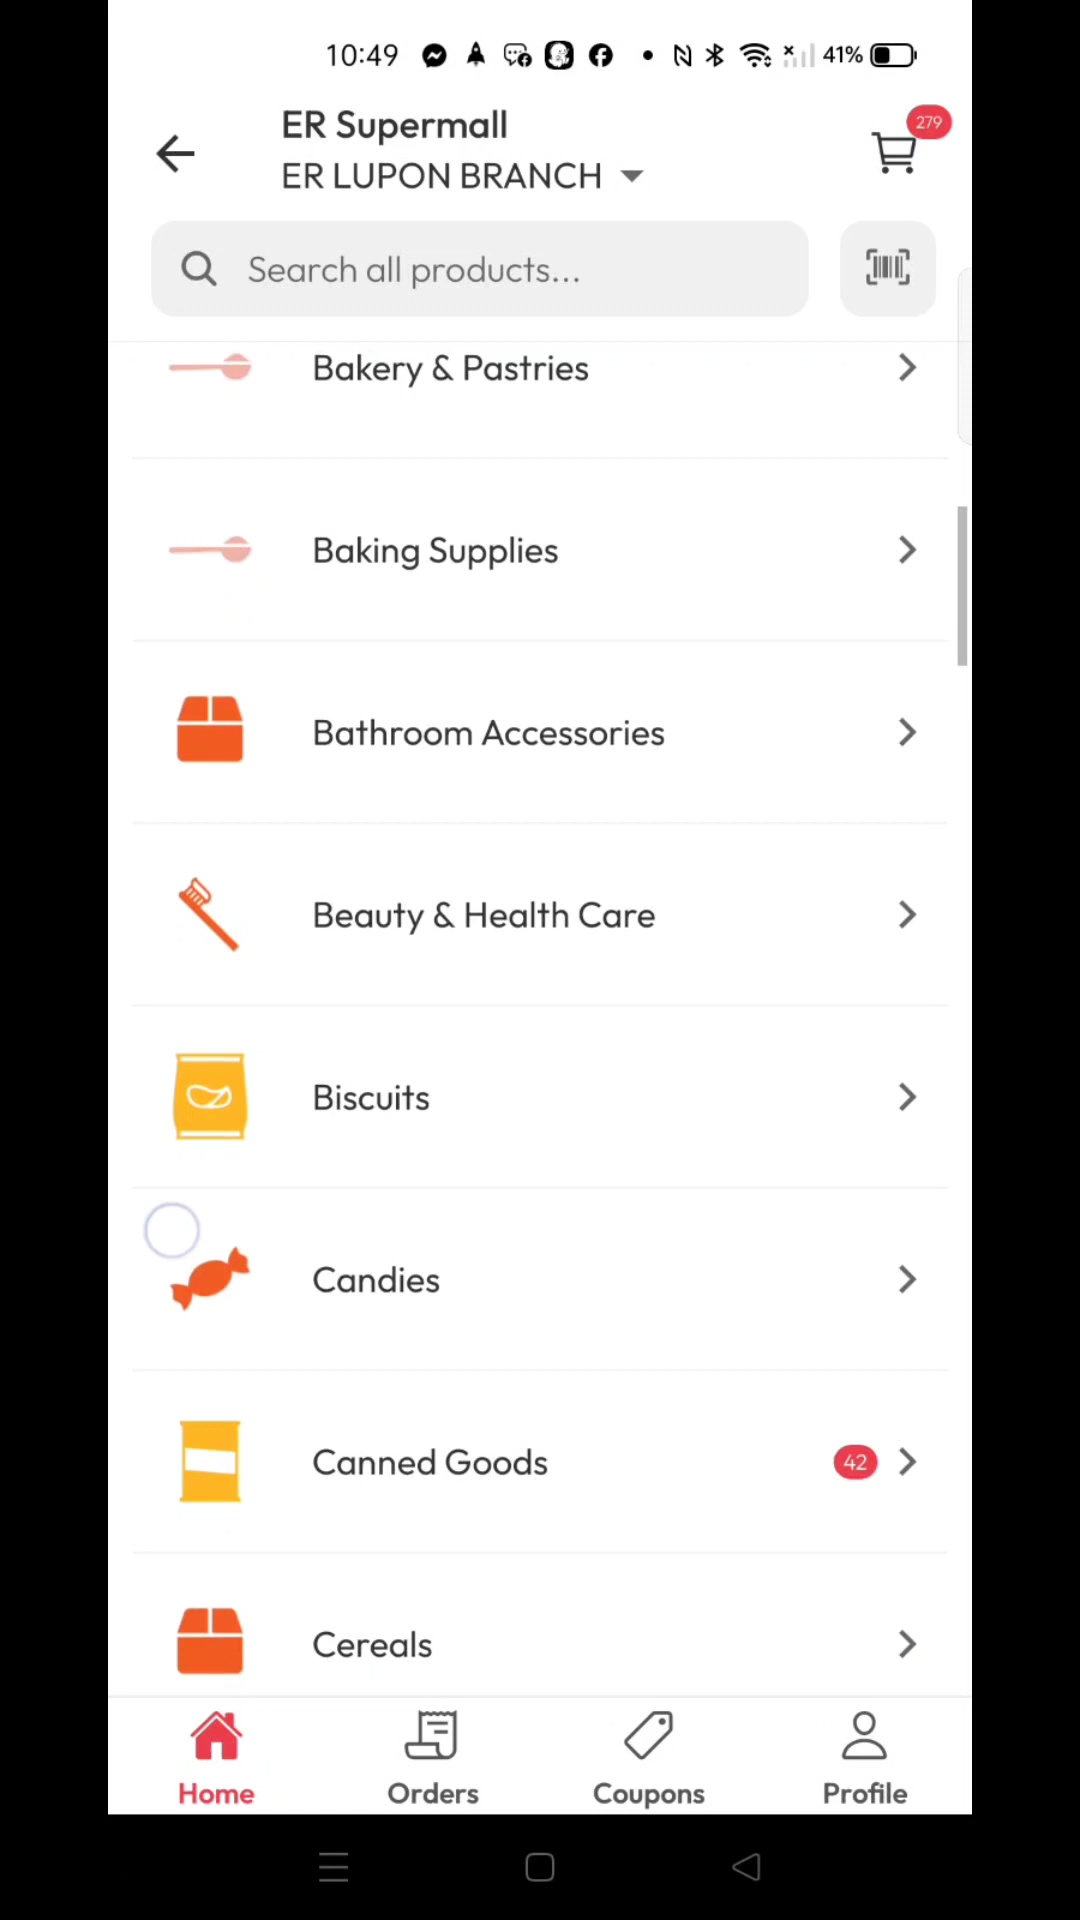 10:49
41%
ER Supermall
279
ER LUPON BRANCH
Search all products...
Bakery & Pastries
Baking Supplies
Bathroom Accessories
Beauty & Health Care
Biscuits
Candies
Canned Goods
42
Cereals
Home
Orders
Coupons
Profile